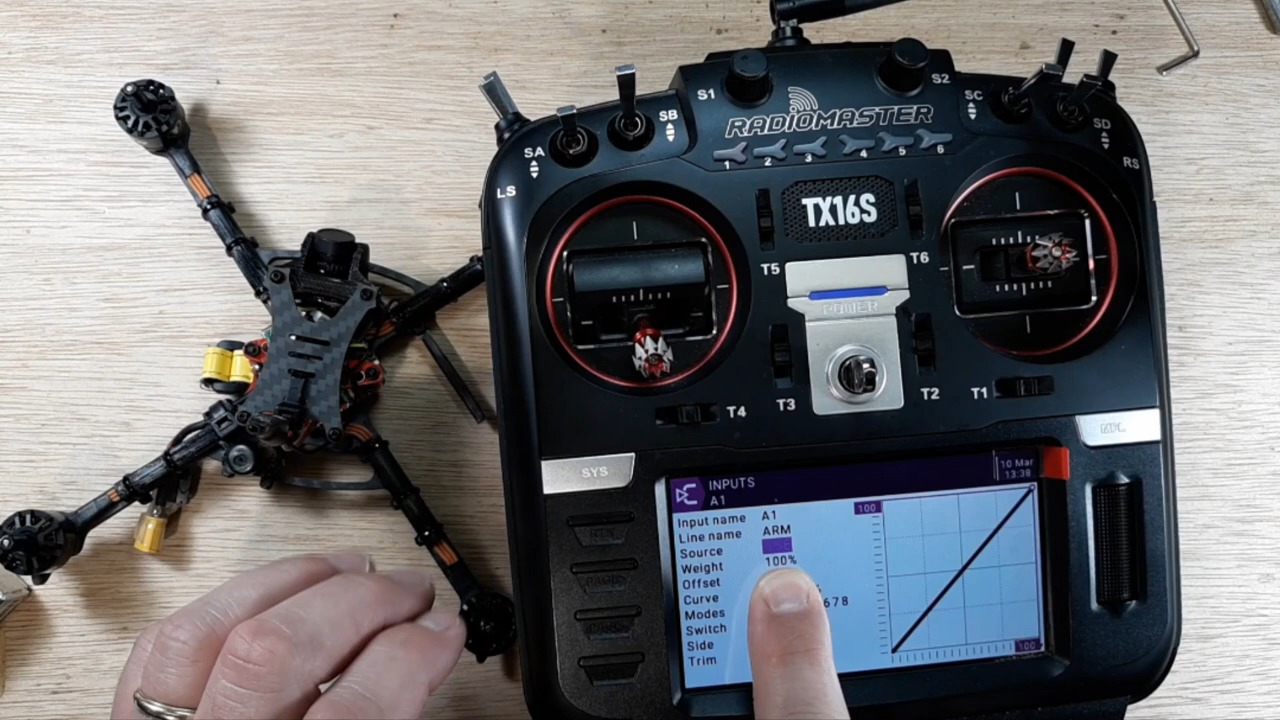 S1
S2
SC
SB
SA
SD
RS
LS
RADIOMASTER
1 2 3 4 5 6
TX16S
T5
T6
POWER
T3
T2
T1
T4
SYS
MDL
INPUTS
A1
10 Mar
13:38
Input name A1
Line name ARM
Source
Weight 100%
Offset
Curve
Modes 678
Switch
Side
Trim
100
100